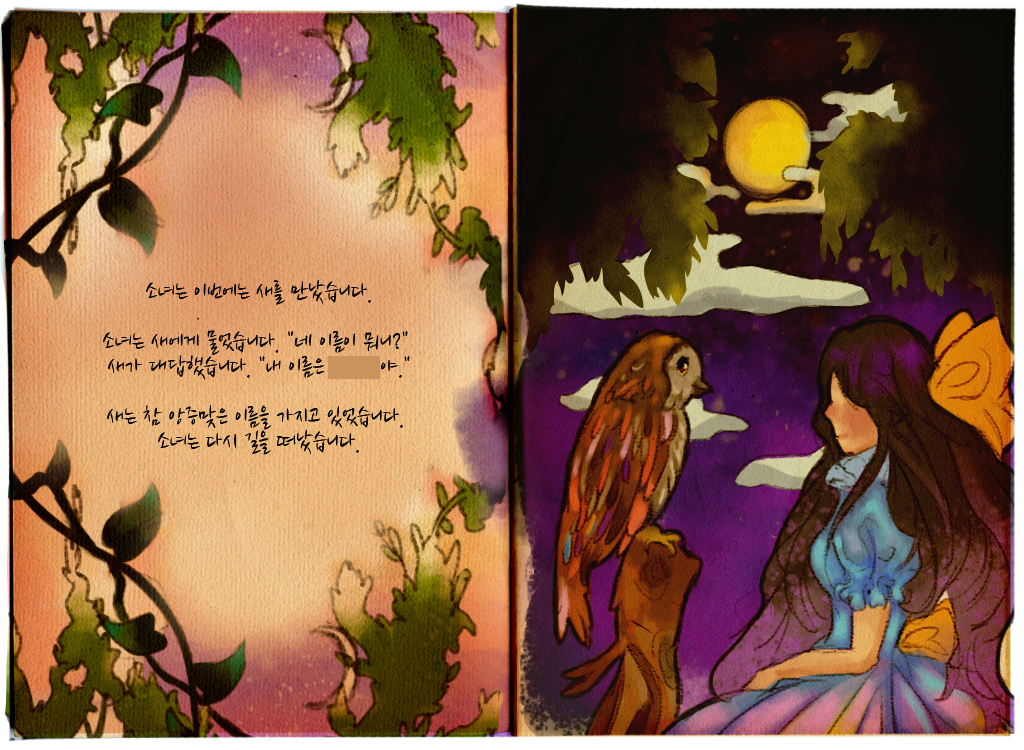 소녀는 이번에는 새를 만났습니다.
소녀는 새에게 물었습니다. "네 이름이 뭐니?"
새가 대답했습니다. "내 이름은 야."
새는 참 앙증맞은 이름을 가지고 있었습니다.
소녀는 다시 길을 떠났습니다.